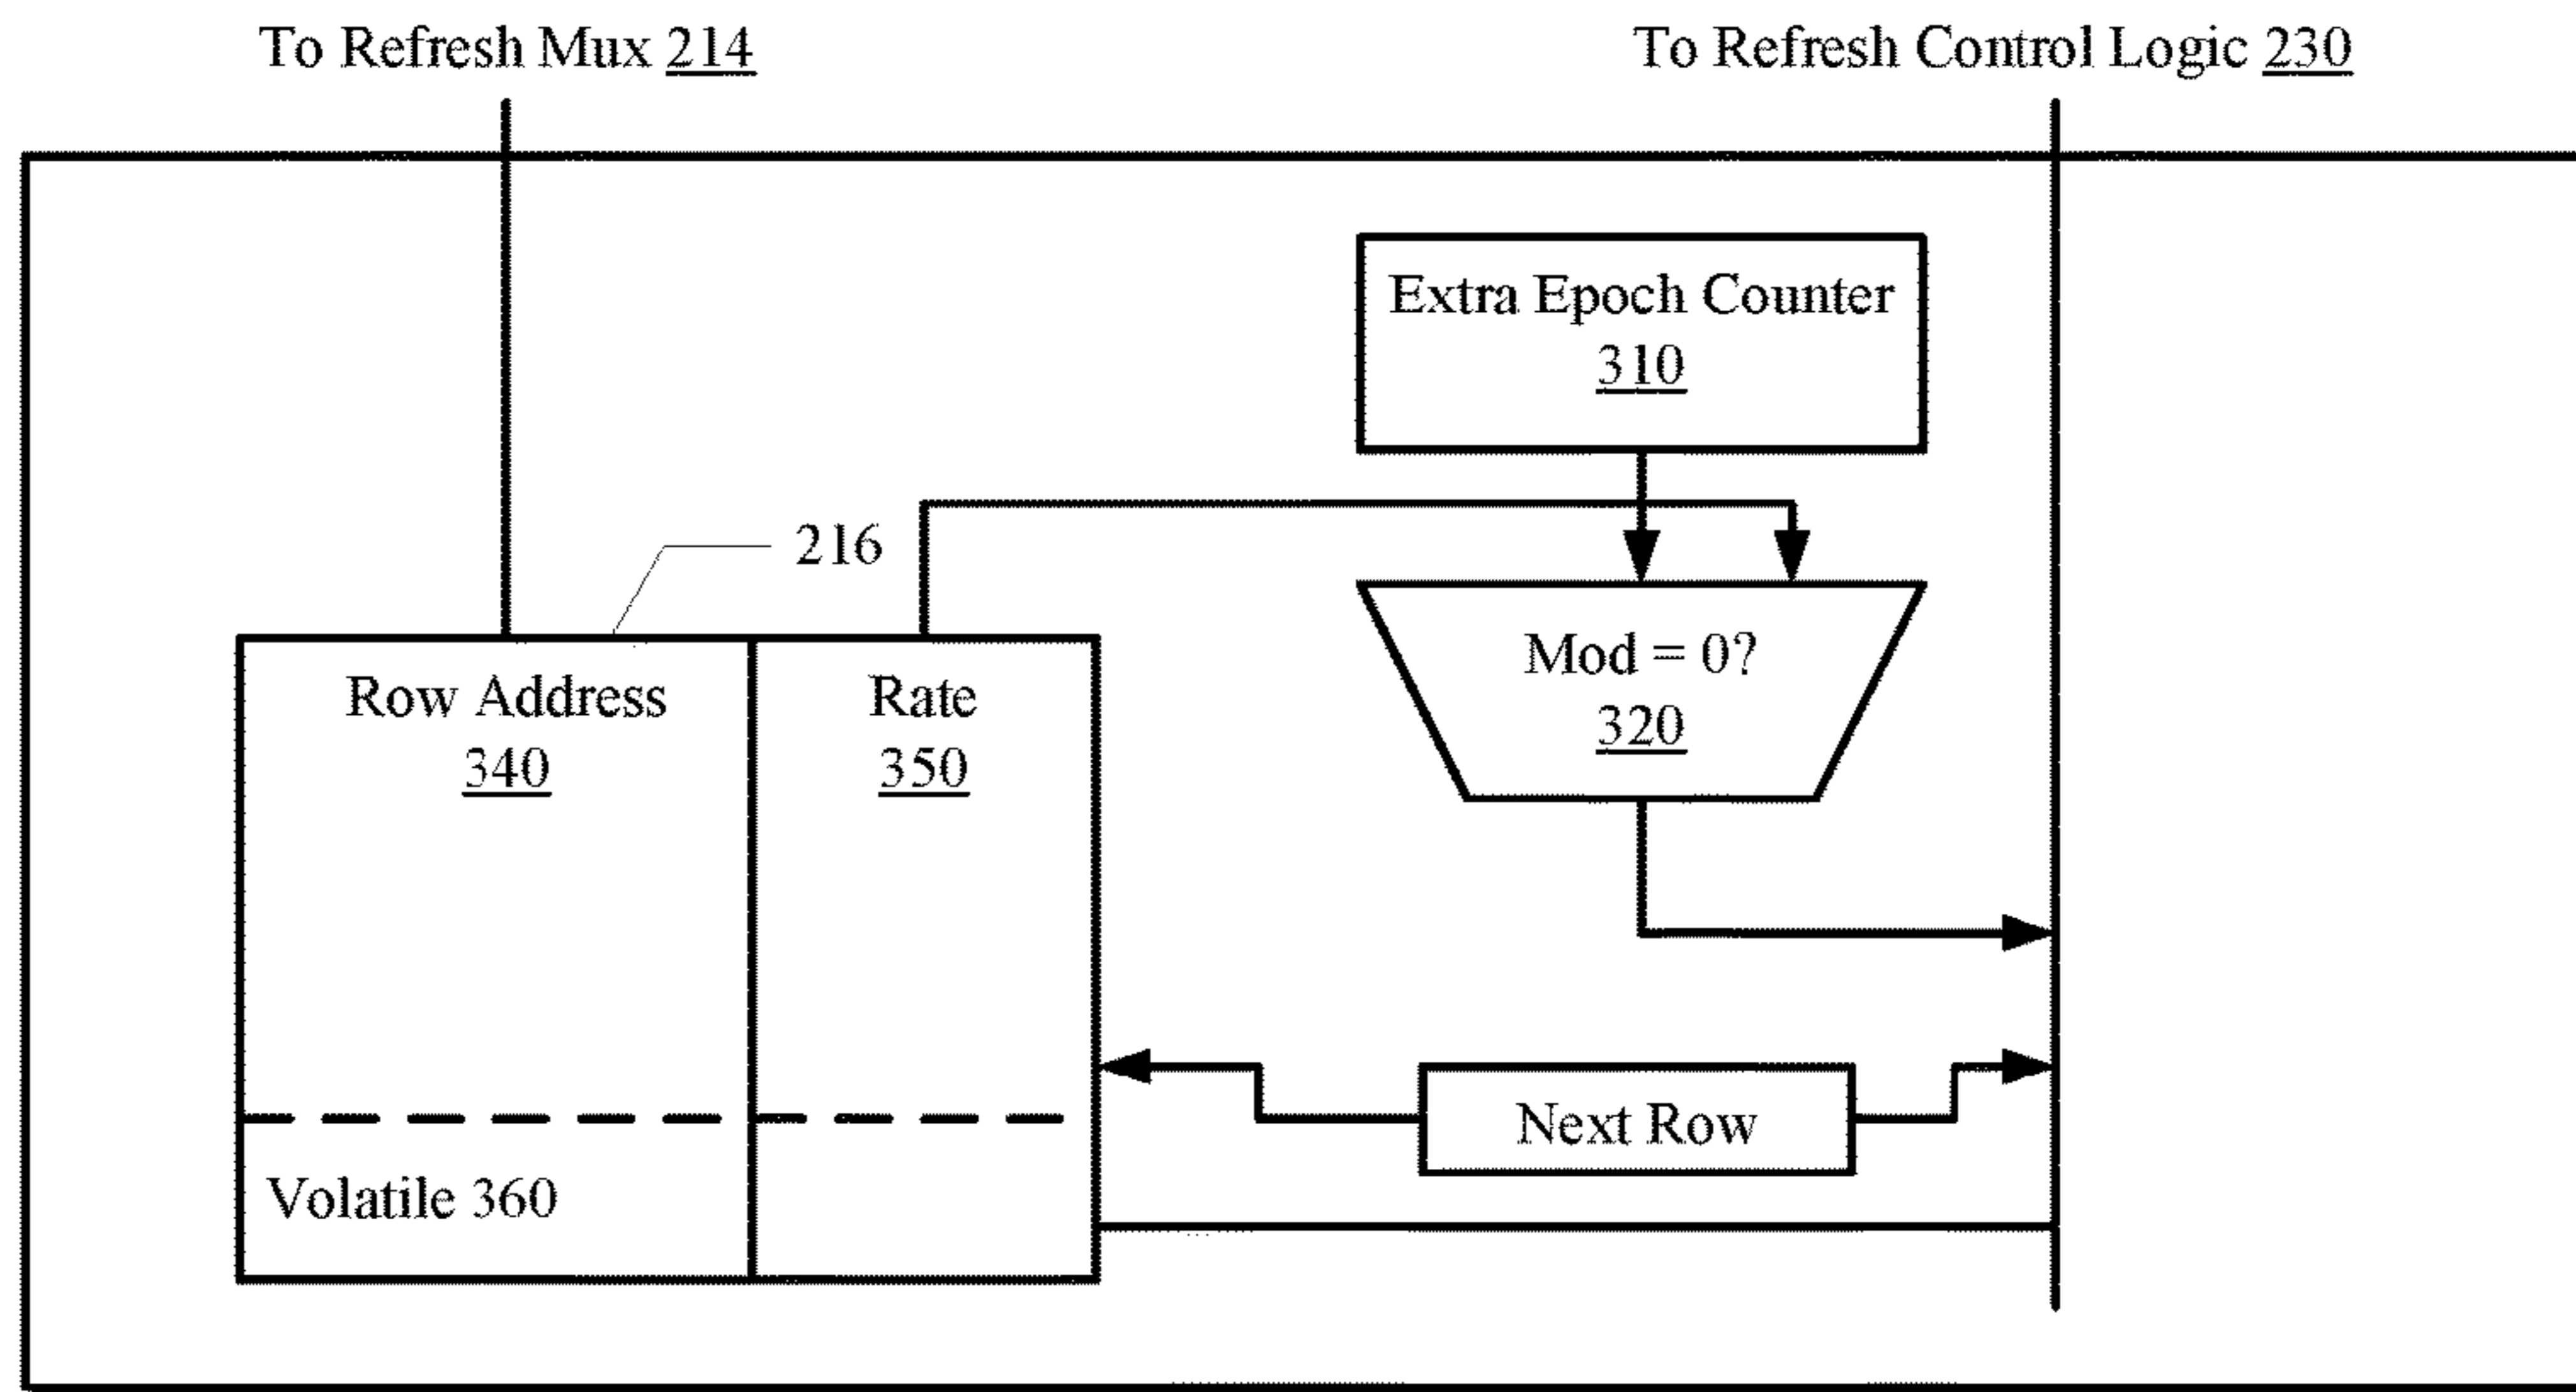 To Refresh Mux 214
To Refresh Control Logic 230
Extra Epoch Counter
310
216
Mod = 0?
320
Row Address
340
Rate
350
Next Row
Volatile 360